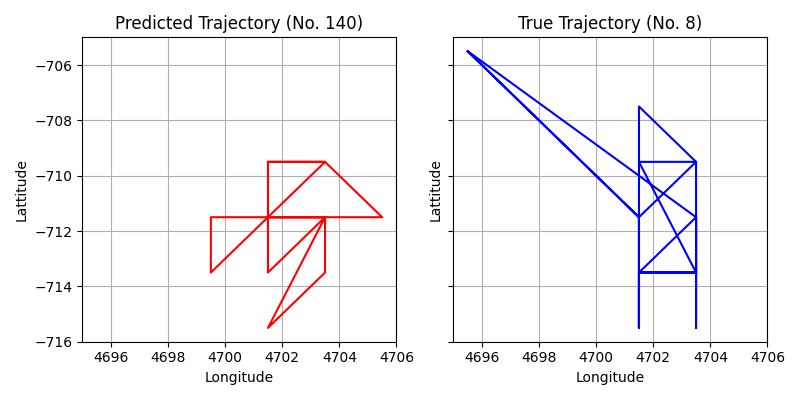 Predicted Trajectory (No. 140)
True Trajectory (No. 8)
−706
−708
−710
−712
−714
−716
Lattitude
Lattitude
4696 4698 4700 4702 4704 4706
4696 4698 4700 4702 4704 4706
Longitude
Longitude